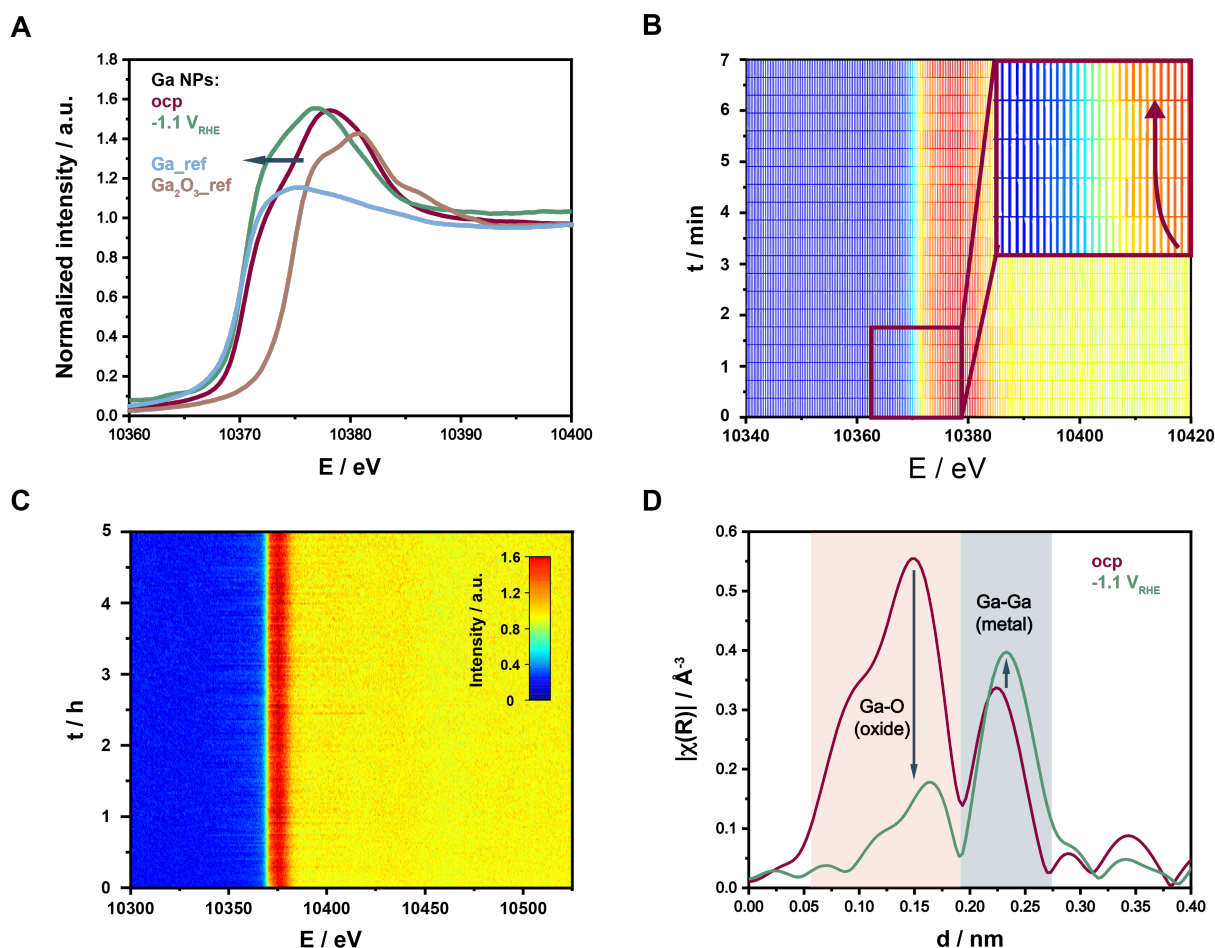 A
Normalized intensity / a.u.
1.8
1.6
1.4
1.2
1.0
0.8
0.6
0.4
0.2
0.0
Ga NPs:
ocp
-1.1 V_RHE
Ga_ref
Ga₂O₃_ref
10360
10370
10380
10390
10400
E / eV
B
t / min
7
6
5
4
3
2
1
0
10340
10360
10380
10400
10420
E / eV
C
t / h
5
4
3
2
1
0
Intensity / a.u.
1.6
1.2
0.8
0.4
0
10300
10350
10400
10450
10500
E / eV
D
|χ(R)| / Å⁻³
0.6
0.5
0.4
0.3
0.2
0.1
0.0
ocp
-1.1 V_RHE
Ga-Ga
(metal)
Ga-O
(oxide)
0.00
0.05
0.10
0.15
0.20
0.25
0.30
0.35
0.40
d / nm